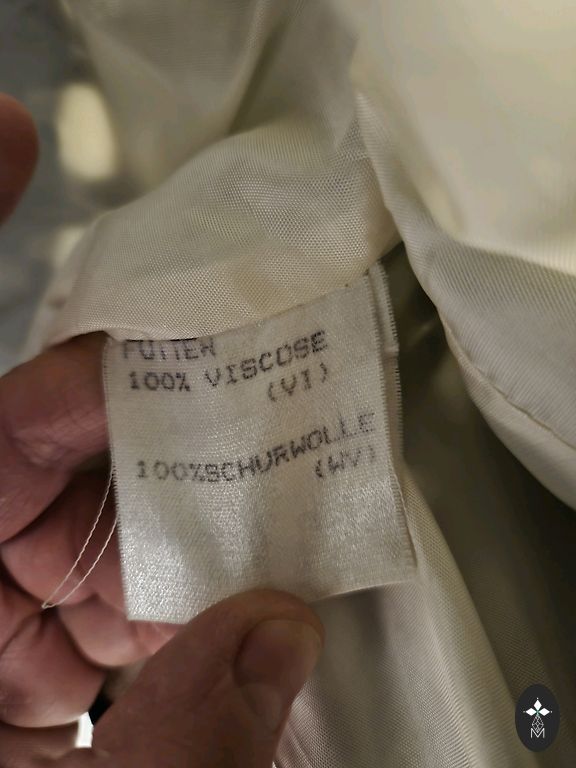 FUTTER
100% VISCOSE
(VI)
100%SCHURWOLLE
(WV)